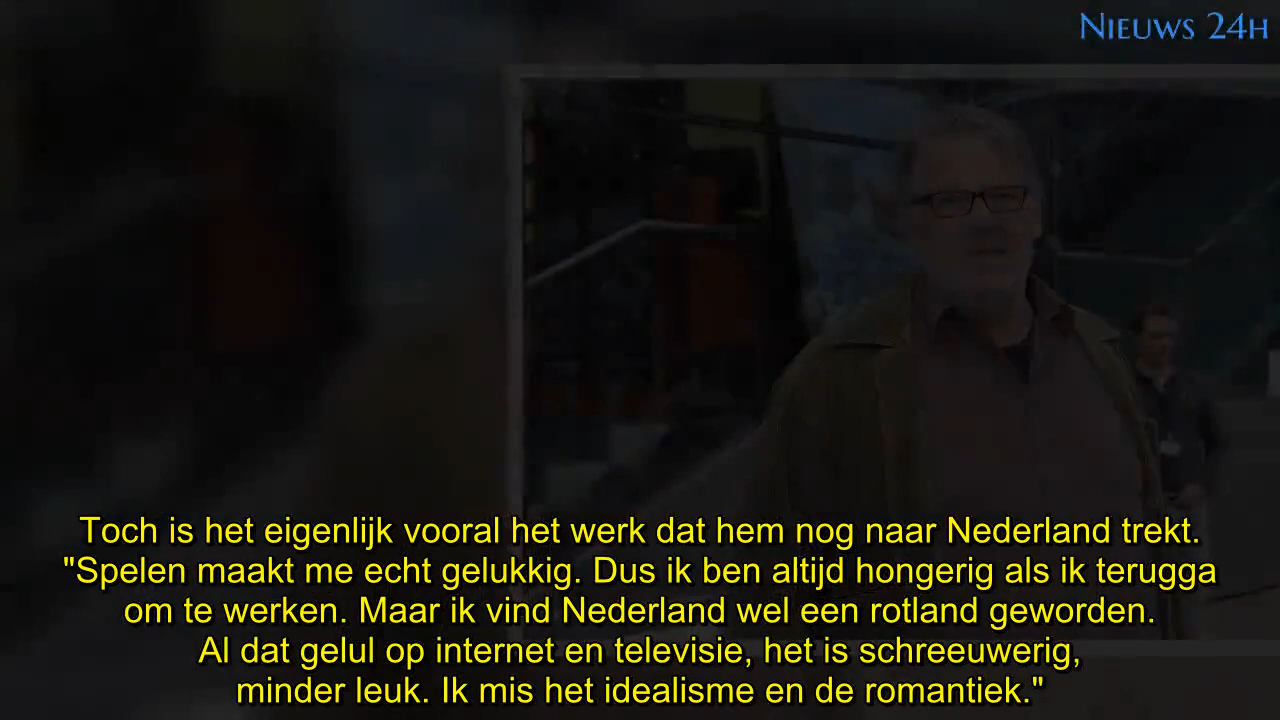 Nieuws 24h
Toch is het eigenlijk vooral het werk dat hem nog naar Nederland trekt.
"Spelen maakt me echt gelukkig. Dus ik ben altijd hongerig als ik terugga
om te werken. Maar ik vind Nederland wel een rotland geworden.
Al dat gelul op internet en televisie, het is schreeuwerig,
minder leuk. Ik mis het idealisme en de romantiek."